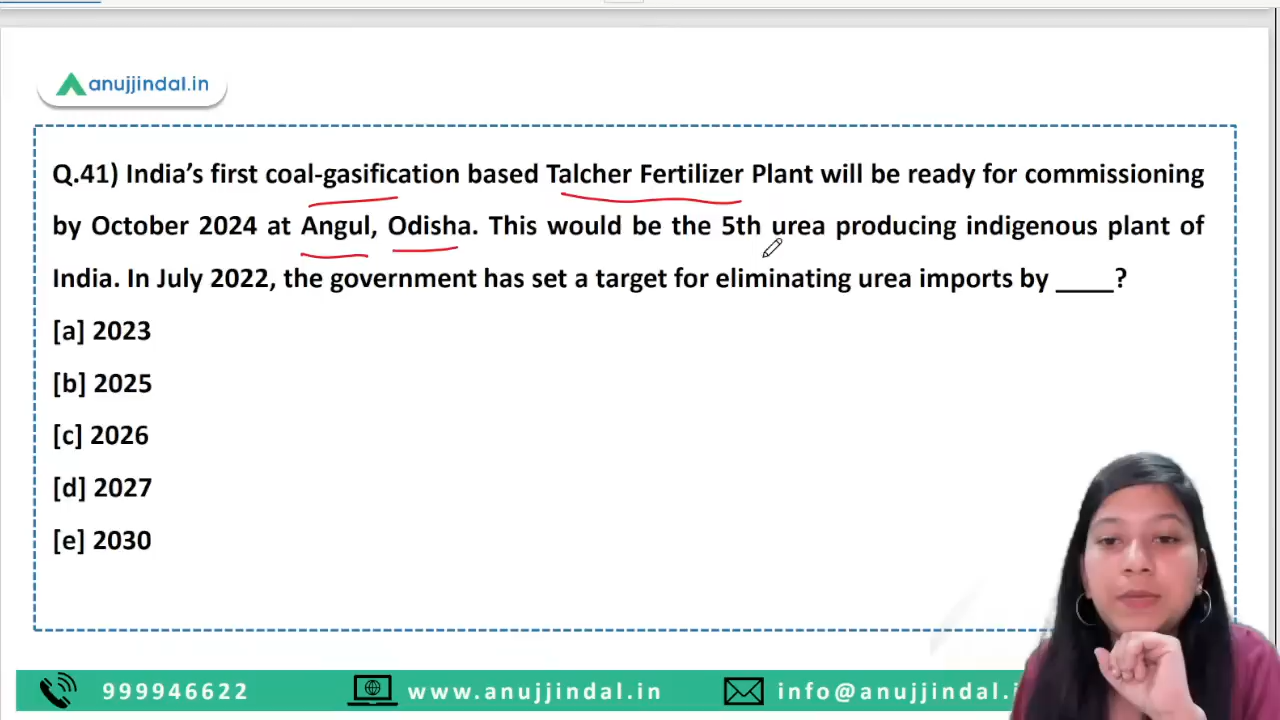 anujjindal.in
Q.41) India's first coal-gasification based Talcher Fertilizer Plant will be ready for commissioning
by October 2024 at Angul, Odisha. This would be the 5th urea producing indigenous plant of
India. In July 2022, the government has set a target for eliminating urea imports by ____?
[a] 2023
[b] 2025
[c] 2026
[d] 2027
[e] 2030
999946622 www.anujjindal.in info@anujjindal.i